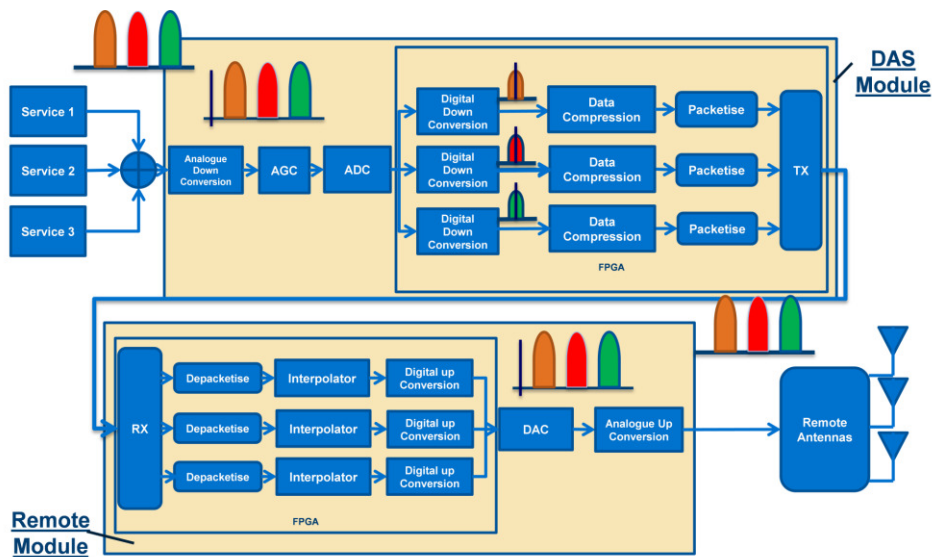 DAS
Module
Service 1
Service 2
Service 3
Analogue
Down
Conversion
AGC
ADC
Digital
Down
Conversion
Data
Compression
Packetise
Digital
Down
Conversion
Data
Compression
Packetise
Digital
Down
Conversion
Data
Compression
Packetise
TX
FPGA
RX
Depacketise
Interpolator
Digital up
Conversion
Depacketise
Interpolator
Digital up
Conversion
Depacketise
Interpolator
Digital up
Conversion
FPGA
DAC
Analogue Up
Conversion
Remote
Antennas
Remote
Module